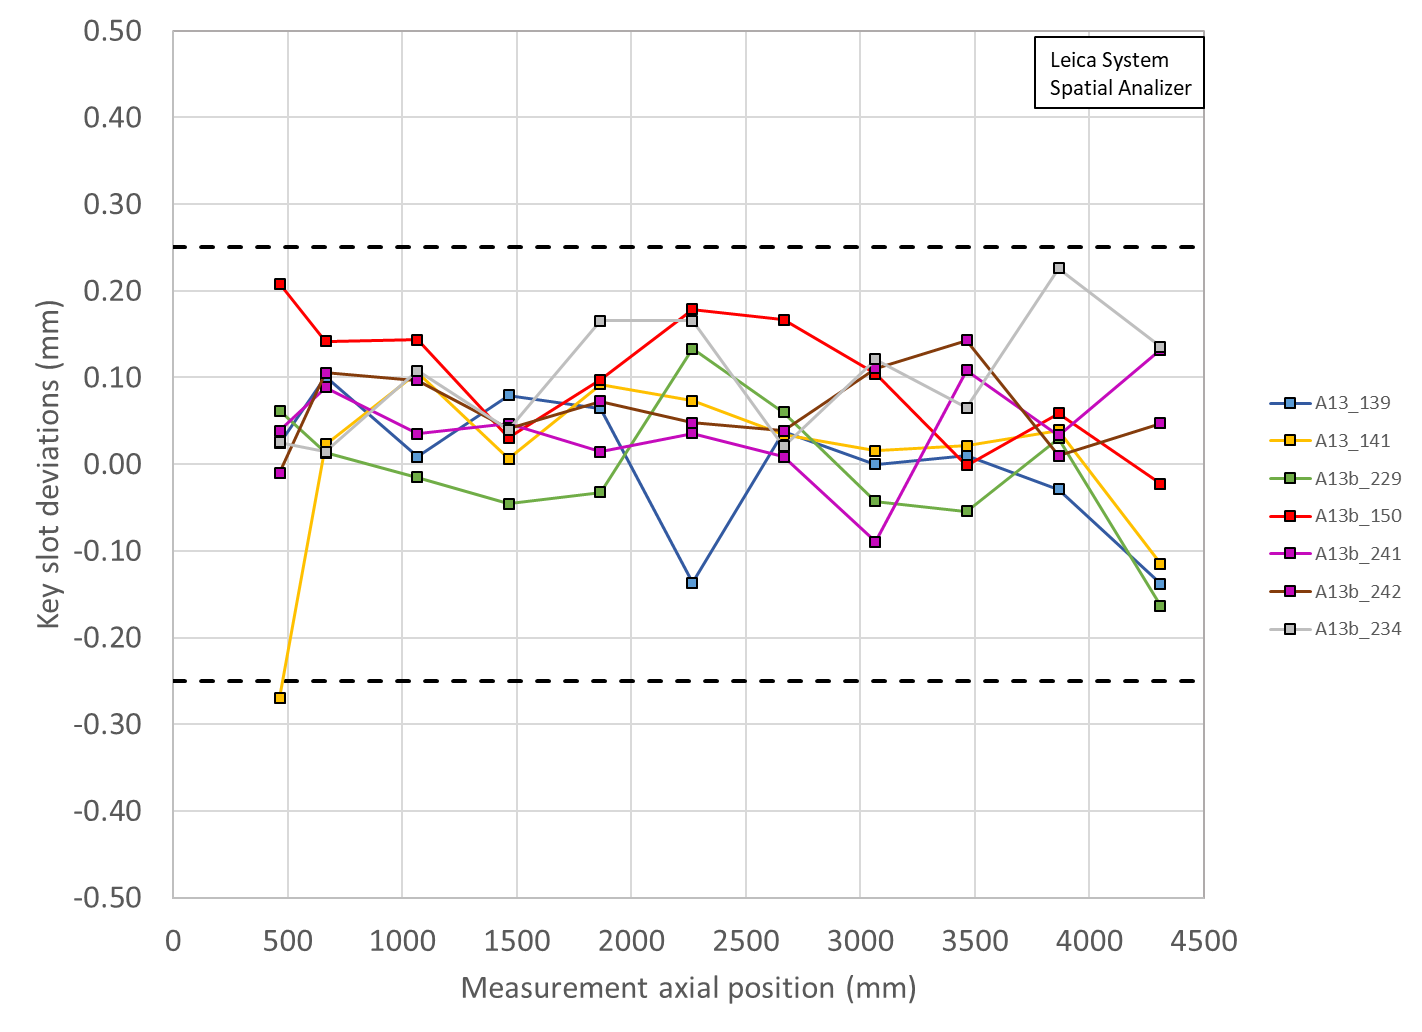 0.50
0.40
0.30
0.20
0.10
0.00
-0.10
-0.20
-0.30
-0.40
-0.50
Key slot deviations (mm)
Leica System
Spatial Analizer
A13_139
A13_141
A13b_229
A13b_150
A13b_241
A13b_242
A13b_234
0 500 1000 1500 2000 2500 3000 3500 4000 4500
Measurement axial position (mm)